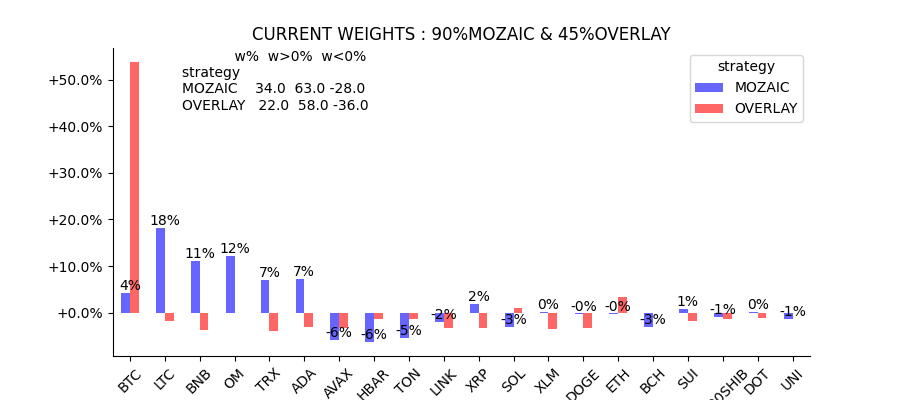 CURRENT WEIGHTS : 90%MOZAIC & 45%OVERLAY
w% w>0% w<0%
strategy
MOZAIC 34.0 63.0 -28.0
OVERLAY 22.0 58.0 -36.0
strategy
MOZAIC
OVERLAY
+50.0%
+40.0%
+30.0%
+20.0%
+10.0%
+0.0%
4% 18% 11% 12% 7% 7% -6% -6% -5% -2% 2% -3% 0% -0% -0% -3% 1% -1% 0% -1%
BTC LTC BNB OM TRX ADA AVAX HBAR TON LINK XRP SOL XLM DOGE ETH BCH SUI 0SHIB DOT UNI